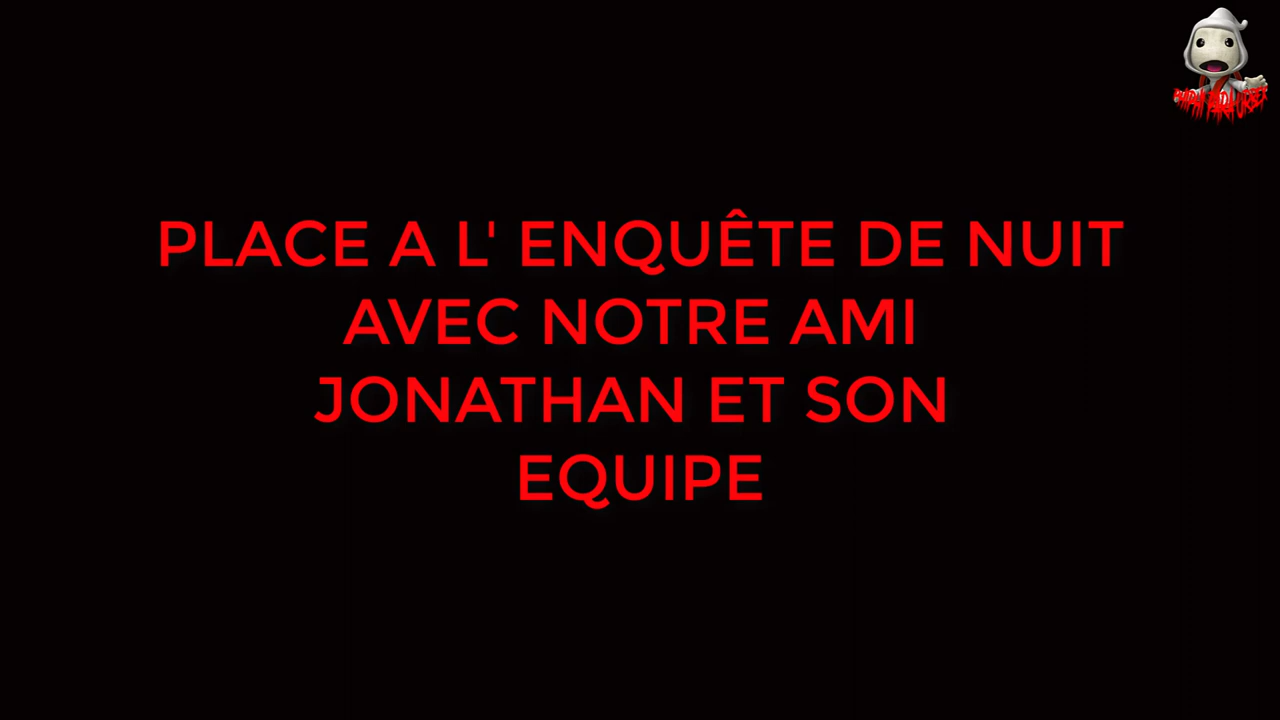 PLACE A L' ENQUÊTE DE NUIT
AVEC NOTRE AMI
JONATHAN ET SON
EQUIPE